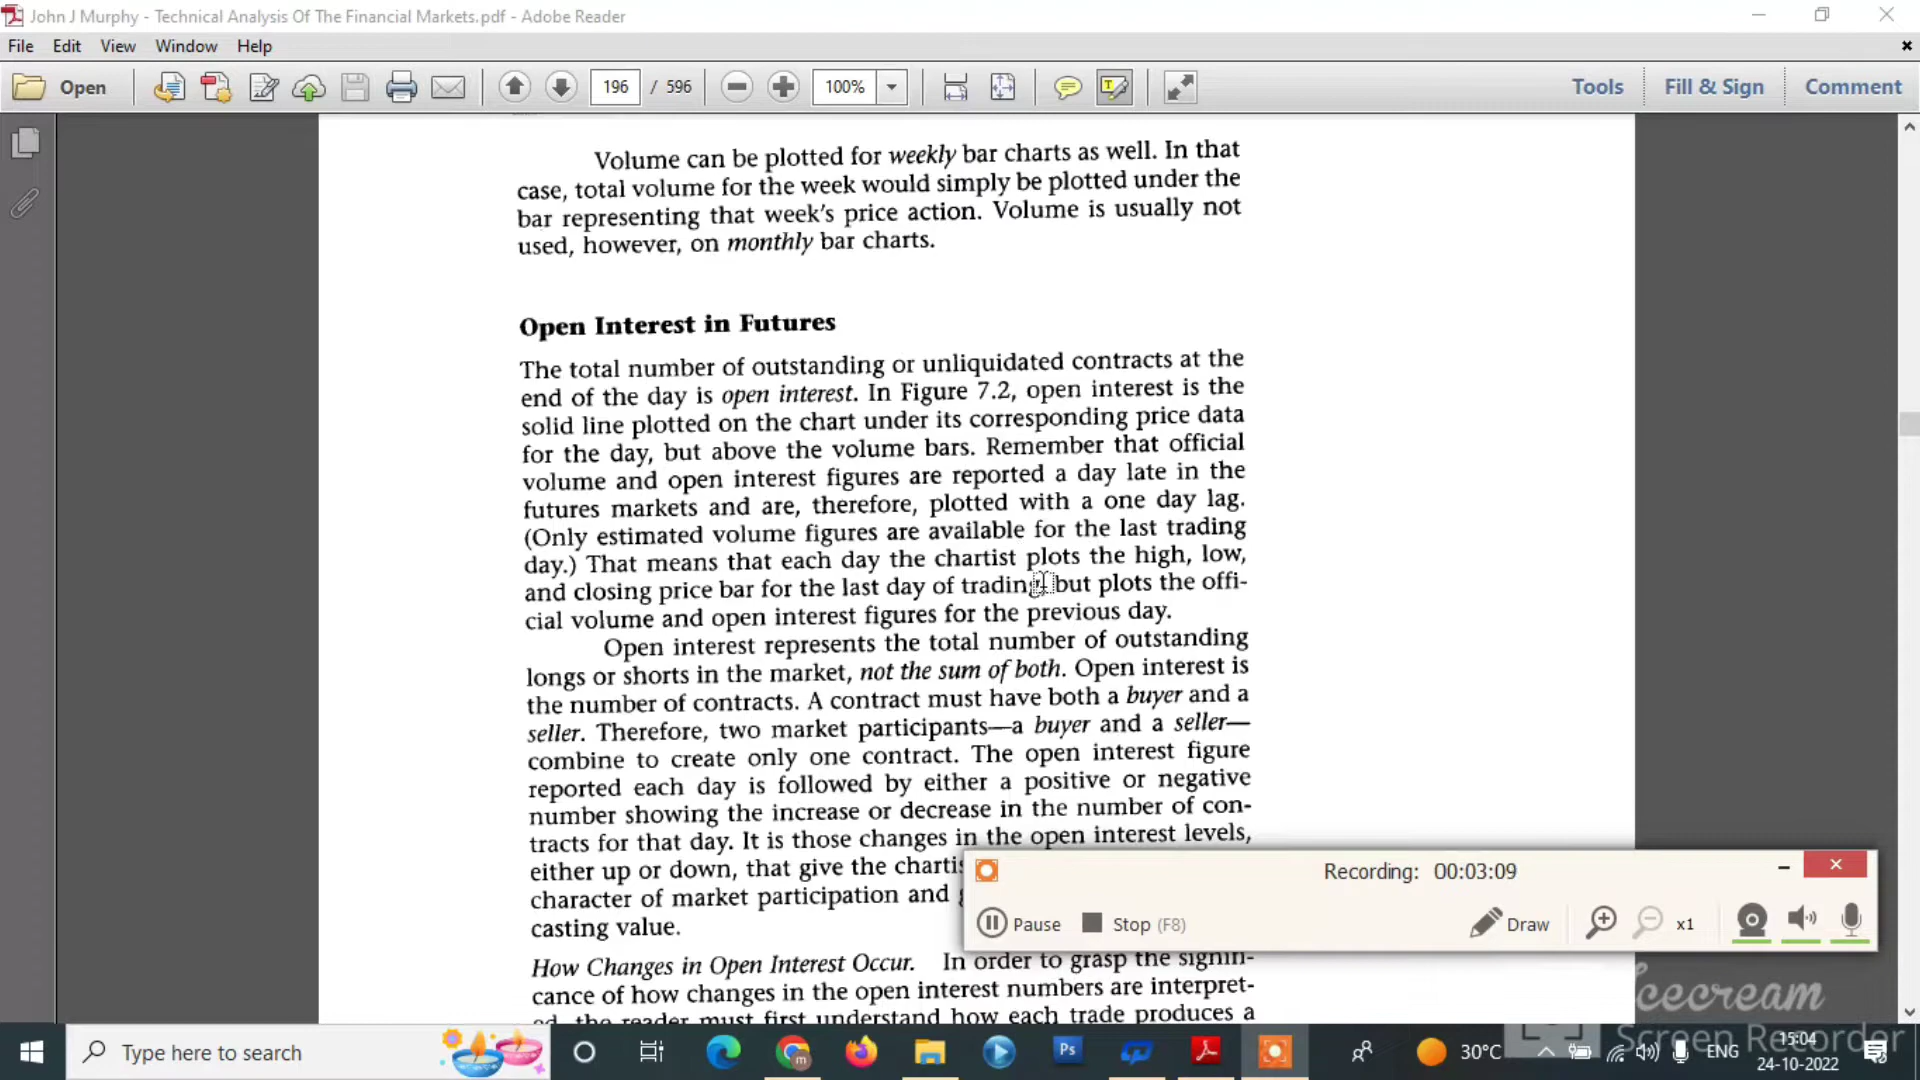 John J Murphy - Technical Analysis Of The Financial Markets.pdf - Adobe Reader
File Edit View Window Help
Open 196 / 596 100% Tools Fill & Sign Comment
Volume can be plotted for weekly bar charts as well. In that
case, total volume for the week would simply be plotted under the
bar representing that week's price action. Volume is usually not
used, however, on monthly bar charts.
Open Interest in Futures
The total number of outstanding or unliquidated contracts at the
end of the day is open interest. In Figure 7.2, open interest is the
solid line plotted on the chart under its corresponding price data
for the day, but above the volume bars. Remember that official
volume and open interest figures are reported a day late in the
futures markets and are, therefore, plotted with a one day lag.
(Only estimated volume figures are available for the last trading
day.) That means that each day the chartist plots the high, low,
and closing price bar for the last day of trading, but plots the offi-
cial volume and open interest figures for the previous day.
Open interest represents the total number of outstanding
longs or shorts in the market, not the sum of both. Open interest is
the number of contracts. A contract must have both a buyer and a
seller. Therefore, two market participants—a buyer and a seller—
combine to create only one contract. The open interest figure
reported each day is followed by either a positive or negative
number showing the increase or decrease in the number of con-
tracts for that day. It is those changes in the open interest levels,
either up or down, that give the
character of market participation and
casting value.
How Changes in Open Interest Occur. In order to grasp the signifi-
cance of how changes in the open interest numbers are interpret-
ed, the reader must first understand how each trade produces a
Recording: 00:03:09
Pause Stop (F8) Draw x1
Icecream
Screen Recorder
Type here to search
Ps
30°C ENG
15:04
24-10-2022